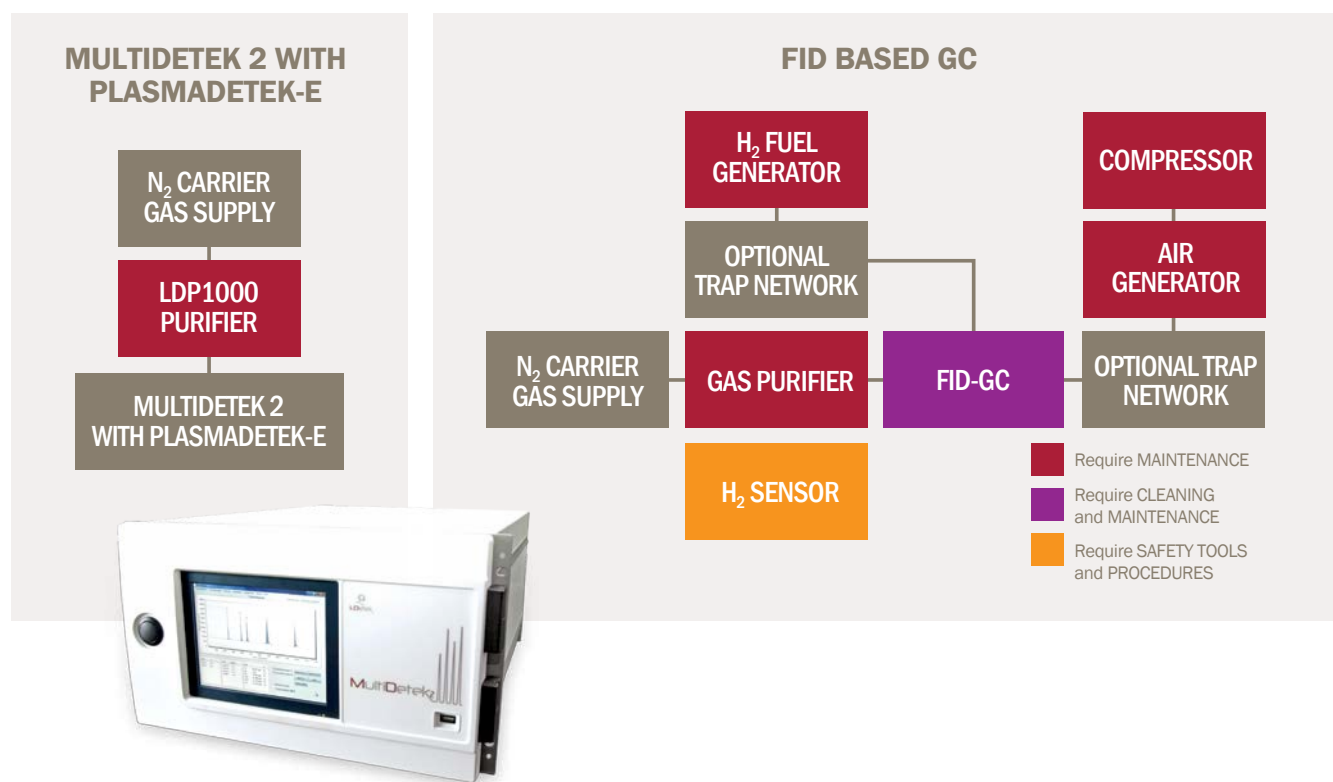 MULTIDETEK 2 WITH
PLASMADETEK-E
N₂ CARRIER
GAS SUPPLY
LDP1000
PURIFIER
MULTIDETEK 2
WITH PLASMADETEK-E
FID BASED GC
H₂ FUEL
GENERATOR
COMPRESSOR
OPTIONAL
TRAP NETWORK
AIR
GENERATOR
N₂ CARRIER
GAS SUPPLY
GAS PURIFIER
FID-GC
OPTIONAL TRAP
NETWORK
H₂ SENSOR
Require MAINTENANCE
Require CLEANING
and MAINTENANCE
Require SAFETY TOOLS
and PROCEDURES
MultiDetek2